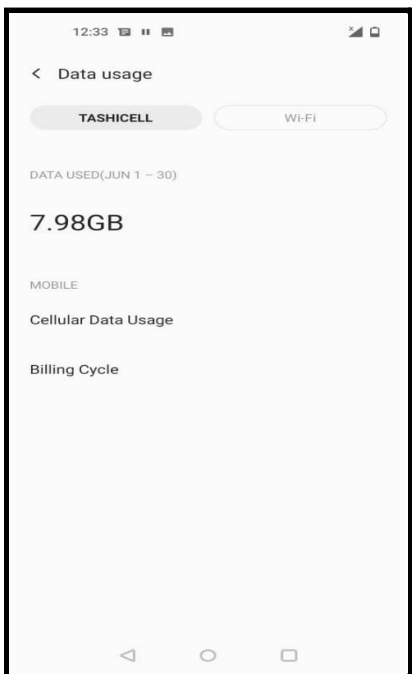 12:33
Data usage
TASHICELL
Wi-Fi
DATA USED(JUN 1 – 30)
7.98GB
MOBILE
Cellular Data Usage
Billing Cycle